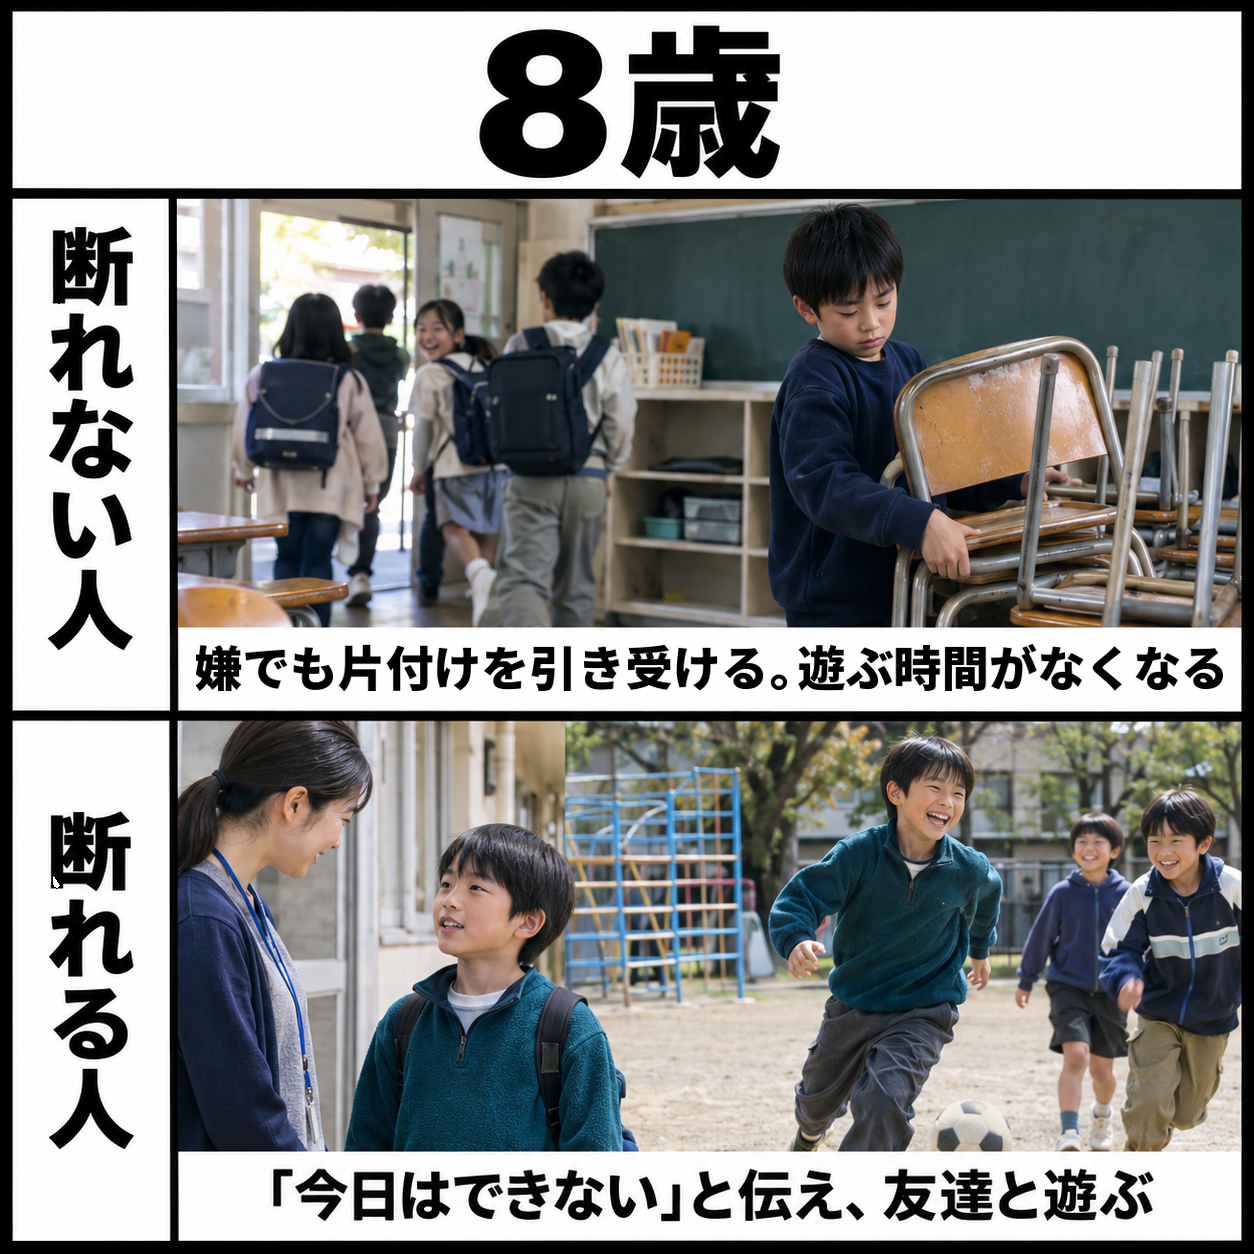 8歳
断れない人
嫌でも片付けを引き受ける。遊ぶ時間がなくなる
断れる人
「今日はできない」と伝え、友達と遊ぶ